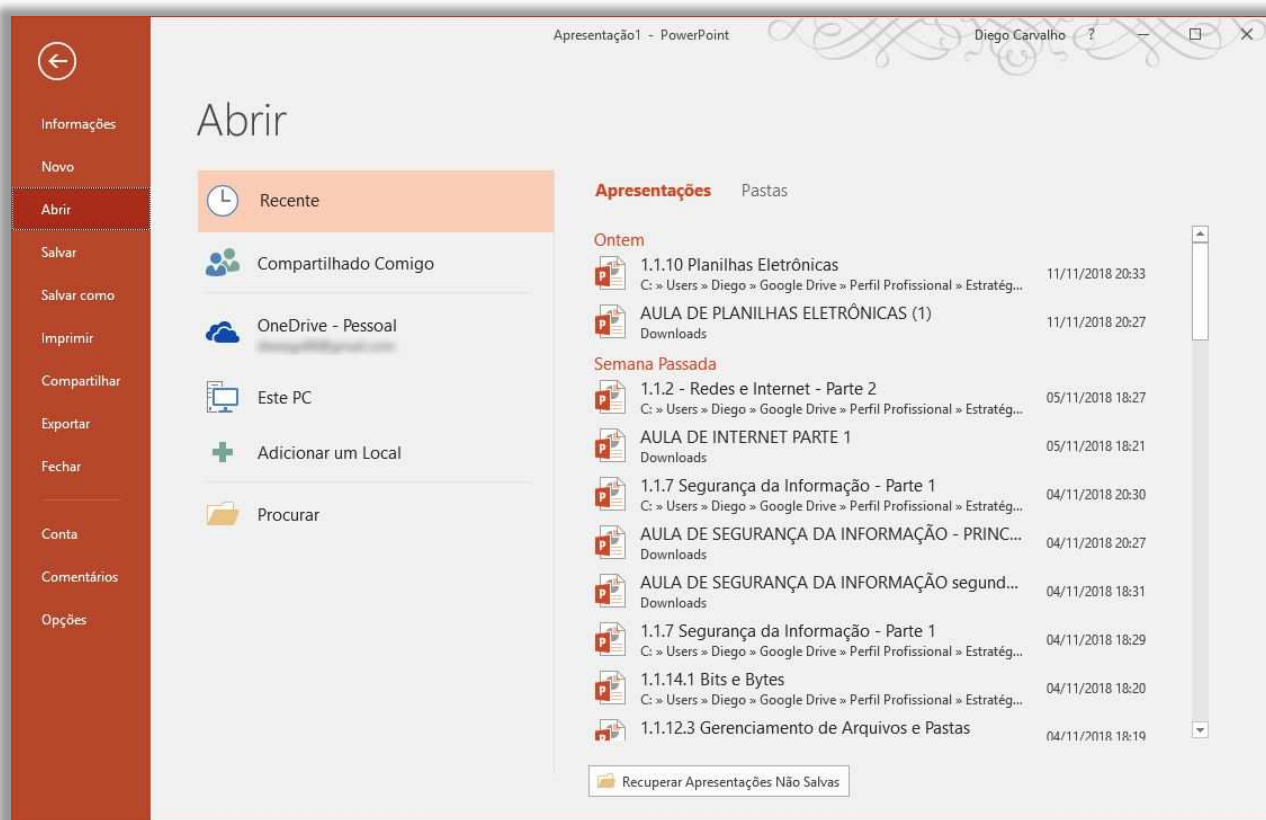 Apresentação1 - PowerPoint
Diego Carvalho ?
Informações
Novo
Abrir
Salvar
Salvar como
Imprimir
Compartilhar
Exportar
Fechar
Conta
Comentários
Opções
Abrir
Recente
Compartilhado Comigo
OneDrive - Pessoal
Este PC
Adicionar um Local
Procurar
Apresentações Pastas
Ontem
1.1.10 Planilhas Eletrônicas
C: » Users » Diego » Google Drive » Perfil Profissional » Estratég...
11/11/2018 20:33
AULA DE PLANILHAS ELETRÔNICAS (1)
Downloads
11/11/2018 20:27
Semana Passada
1.1.2 - Redes e Internet - Parte 2
C: » Users » Diego » Google Drive » Perfil Profissional » Estratég...
05/11/2018 18:27
AULA DE INTERNET PARTE 1
Downloads
05/11/2018 18:21
1.1.7 Segurança da Informação - Parte 1
C: » Users » Diego » Google Drive » Perfil Profissional » Estratég...
04/11/2018 20:30
AULA DE SEGURANÇA DA INFORMAÇÃO - PRINC...
Downloads
04/11/2018 20:27
AULA DE SEGURANÇA DA INFORMAÇÃO segund...
Downloads
04/11/2018 18:31
1.1.7 Segurança da Informação - Parte 1
C: » Users » Diego » Google Drive » Perfil Profissional » Estratég...
04/11/2018 18:29
1.1.14.1 Bits e Bytes
C: » Users » Diego » Google Drive » Perfil Profissional » Estratég...
04/11/2018 18:20
1.1.12.3 Gerenciamento de Arquivos e Pastas
04/11/2018 18:19
Recuperar Apresentações Não Salvas